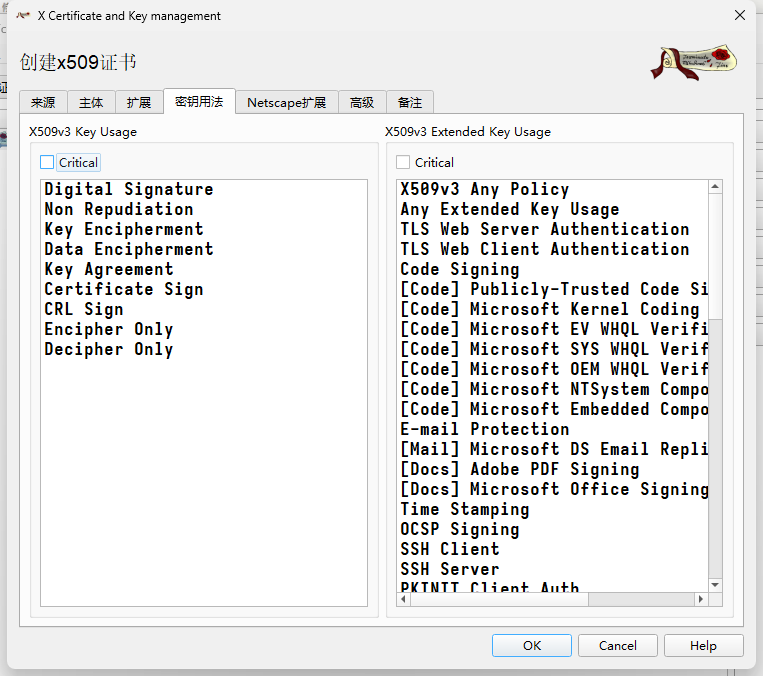 X Certificate and Key management
创建x509证书
来源 主体 扩展 密钥用法 Netscape扩展 高级 备注
X509v3 Key Usage
Critical
Digital Signature
Non Repudiation
Key Encipherment
Data Encipherment
Key Agreement
Certificate Sign
CRL Sign
Encipher Only
Decipher Only
X509v3 Extended Key Usage
Critical
X509v3 Any Policy
Any Extended Key Usage
TLS Web Server Authentication
TLS Web Client Authentication
Code Signing
[Code] Publicly-Trusted Code Si
[Code] Microsoft Kernel Coding
[Code] Microsoft EV WHQL Verifi
[Code] Microsoft SYS WHQL Verif
[Code] Microsoft OEM WHQL Verif
[Code] Microsoft NTSystem Compo
[Code] Microsoft Embedded Compo
E-mail Protection
[Mail] Microsoft DS Email Repli
[Docs] Adobe PDF Signing
[Docs] Microsoft Office Signing
Time Stamping
OCSP Signing
SSH Client
SSH Server
PKINIT Client Auth
OK Cancel Help